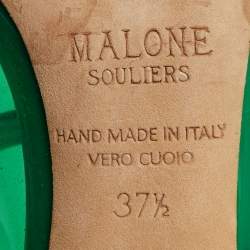 MALONE
SOULIERS
HAND MADE IN ITALY
VERO CUOIO
37½